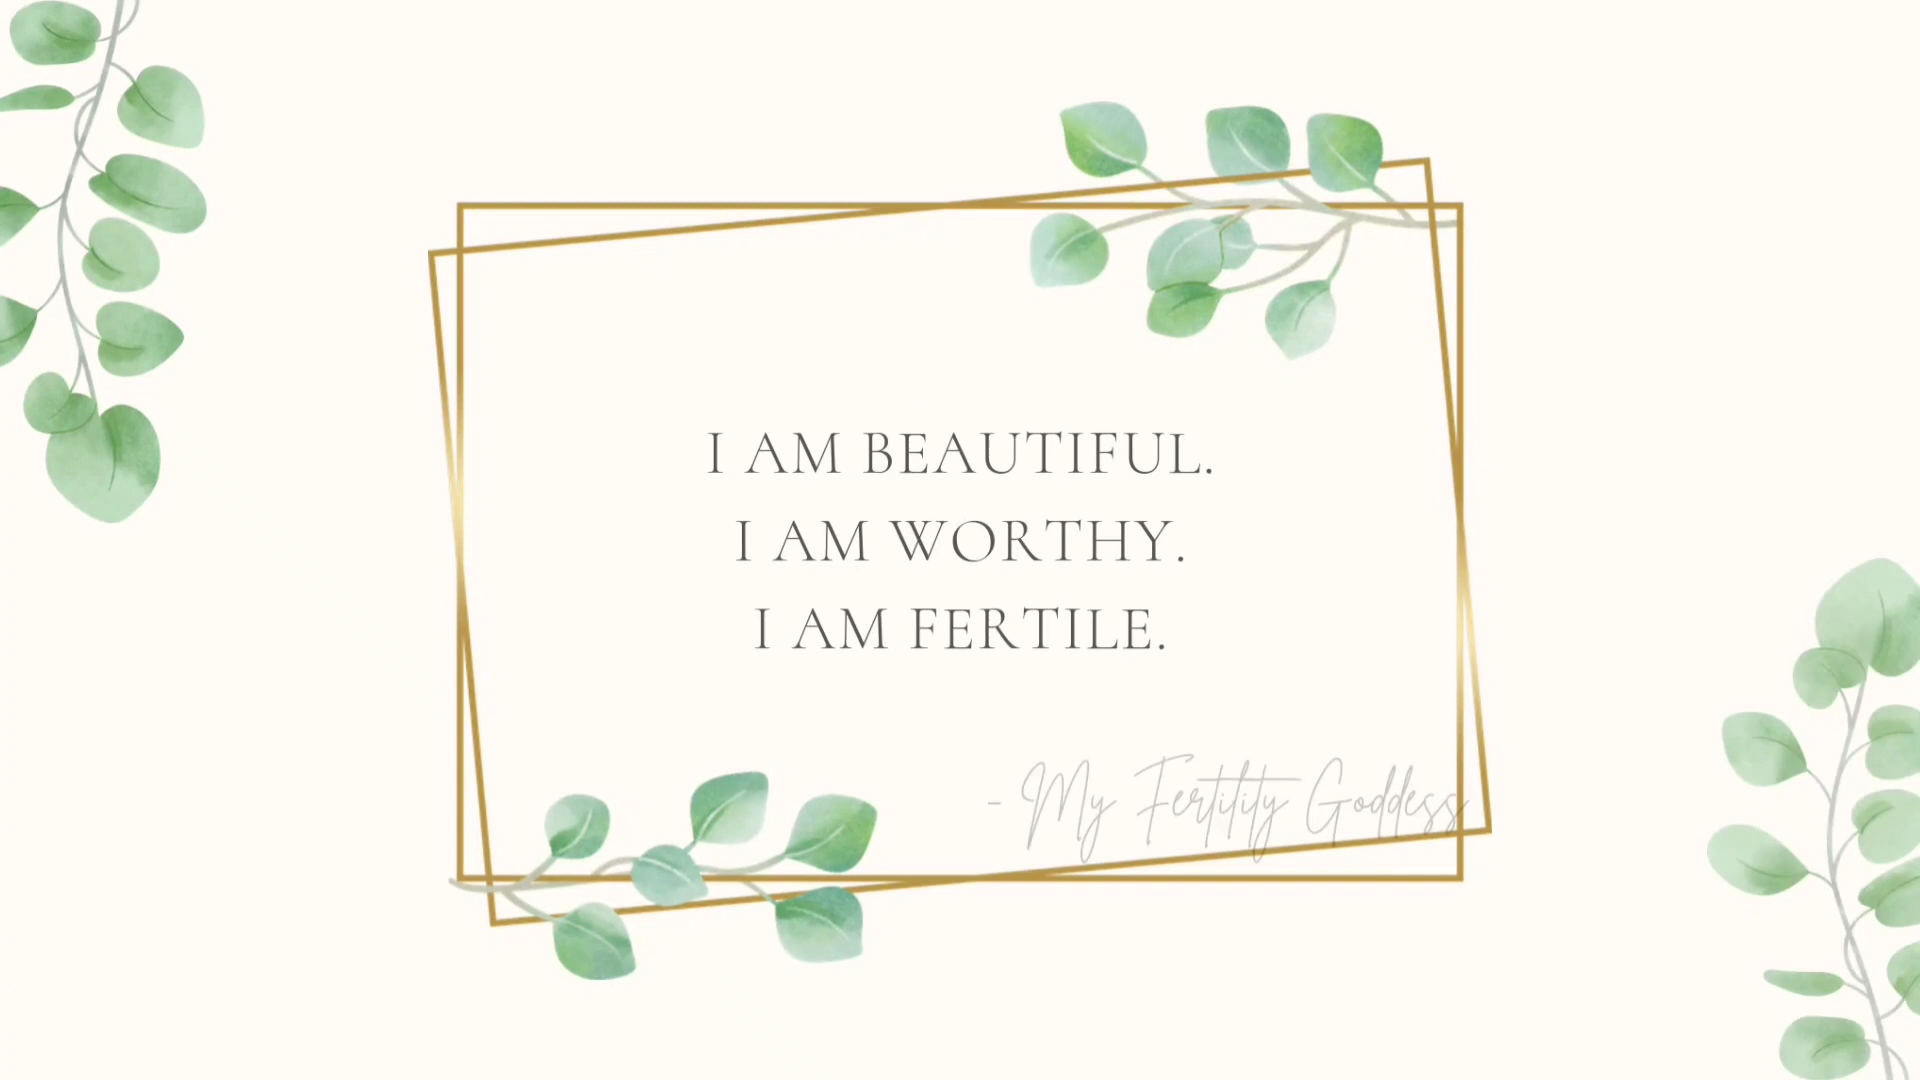 I AM BEAUTIFUL.
I AM WORTHY.
I AM FERTILE.
- My Fertility Goddess